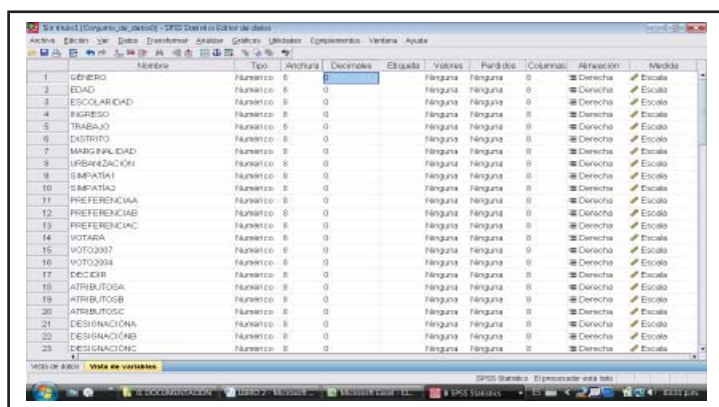 Sin título1 [Conjunto_de_datos0] - SPSS Statistics Editor de datos
Archivo Edición Ver Datos Transformar Analizar Gráficos Utilidades Complementos Ventana Ayuda
Nombre Tipo Anchura Decimales Etiqueta Valores Perdidos Columnas Alineación Medida
1 GÉNERO Numérico 8 0 Ninguna Ninguna 8 Derecha Escala
2 EDAD Numérico 8 0 Ninguna Ninguna 8 Derecha Escala
3 ESCOLARIDAD Numérico 8 0 Ninguna Ninguna 8 Derecha Escala
4 INGRESO Numérico 8 0 Ninguna Ninguna 8 Derecha Escala
5 TRABAJO Numérico 8 0 Ninguna Ninguna 8 Derecha Escala
6 DISTRITO Numérico 8 0 Ninguna Ninguna 8 Derecha Escala
7 MARGINALIDAD Numérico 8 0 Ninguna Ninguna 8 Derecha Escala
8 URBANIZACIÓN Numérico 8 0 Ninguna Ninguna 8 Derecha Escala
9 SIMPATÍA1 Numérico 8 0 Ninguna Ninguna 8 Derecha Escala
10 SIMPATÍA2 Numérico 8 0 Ninguna Ninguna 8 Derecha Escala
11 PREFERENCIAA Numérico 8 0 Ninguna Ninguna 8 Derecha Escala
12 PREFERENCIAB Numérico 8 0 Ninguna Ninguna 8 Derecha Escala
13 PREFERENCIAC Numérico 8 0 Ninguna Ninguna 8 Derecha Escala
14 VOTARA Numérico 8 0 Ninguna Ninguna 8 Derecha Escala
15 VOTO2007 Numérico 8 0 Ninguna Ninguna 8 Derecha Escala
16 VOTO2004 Numérico 8 0 Ninguna Ninguna 8 Derecha Escala
17 DECIDIR Numérico 8 0 Ninguna Ninguna 8 Derecha Escala
18 ATRIBUTOSA Numérico 8 0 Ninguna Ninguna 8 Derecha Escala
19 ATRIBUTOSB Numérico 8 0 Ninguna Ninguna 8 Derecha Escala
20 ATRIBUTOSC Numérico 8 0 Ninguna Ninguna 8 Derecha Escala
21 DESIGNACIÓNA Numérico 8 0 Ninguna Ninguna 8 Derecha Escala
22 DESIGNACIÓNB Numérico 8 0 Ninguna Ninguna 8 Derecha Escala
23 DESIGNACIÓNC Numérico 8 0 Ninguna Ninguna 8 Derecha Escala
Vista de datos Vista de variables
SPSS Statistics El procesador está listo
DOCUMENTACION LIBRO 2 - Microsoft... Microsoft Excel - EL... SPSS Statistics ES p.m.